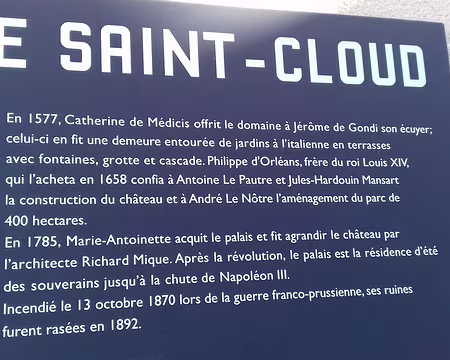 E SAINT-CLOUD
En 1577, Catherine de Médicis offrit le domaine à Jérôme de Gondi son écuyer;
celui-ci en fit une demeure entourée de jardins à l'italienne en terrasses
avec fontaines, grotte et cascade. Philippe d'Orléans, frère du roi Louis XIV,
qui l'acheta en 1658 confia à Antoine Le Pautre et Jules-Hardouin Mansart
la construction du château et à André Le Nôtre l'aménagement du parc de
400 hectares.
En 1785, Marie-Antoinette acquit le palais et fit agrandir le château par
l'architecte Richard Mique. Après la révolution, le palais est la résidence d'été
des souverains jusqu'à la chute de Napoléon III.
Incendié le 13 octobre 1870 lors de la guerre franco-prussienne, ses ruines
furent rasées en 1892.